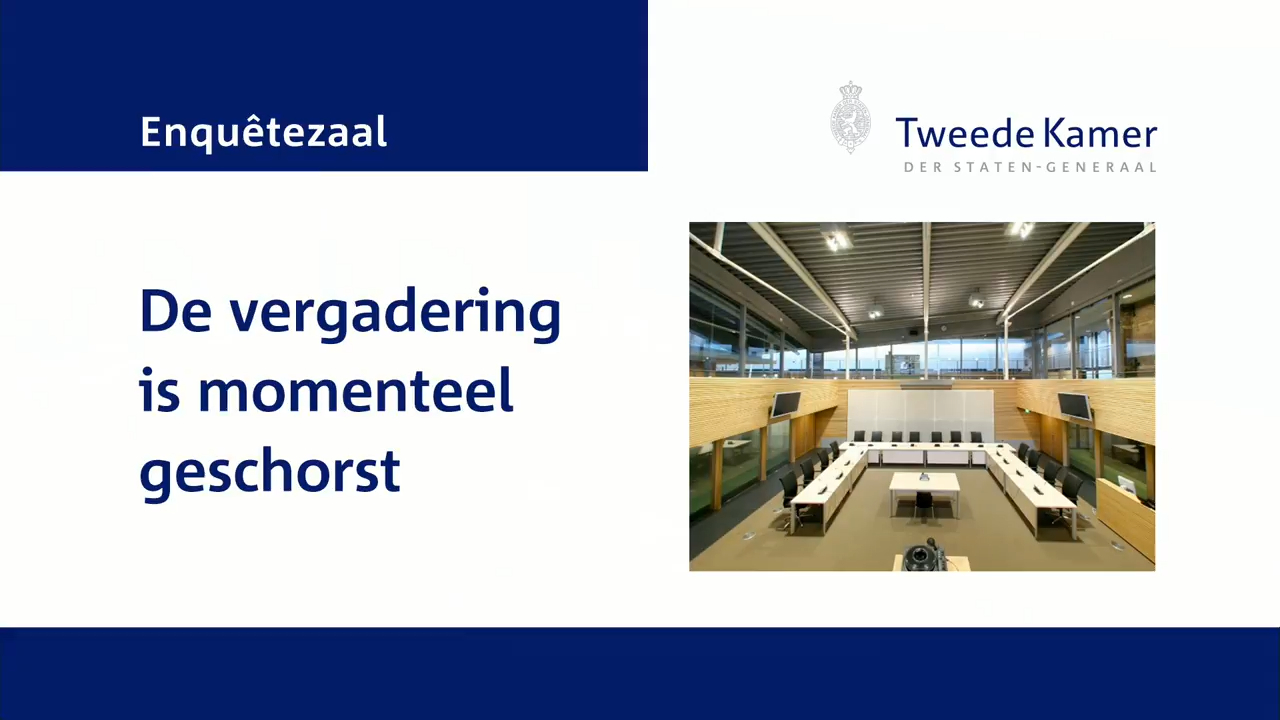 Enquêtezaal
Tweede Kamer
DER STATEN-GENERAAL
De vergadering
is momenteel
geschorst